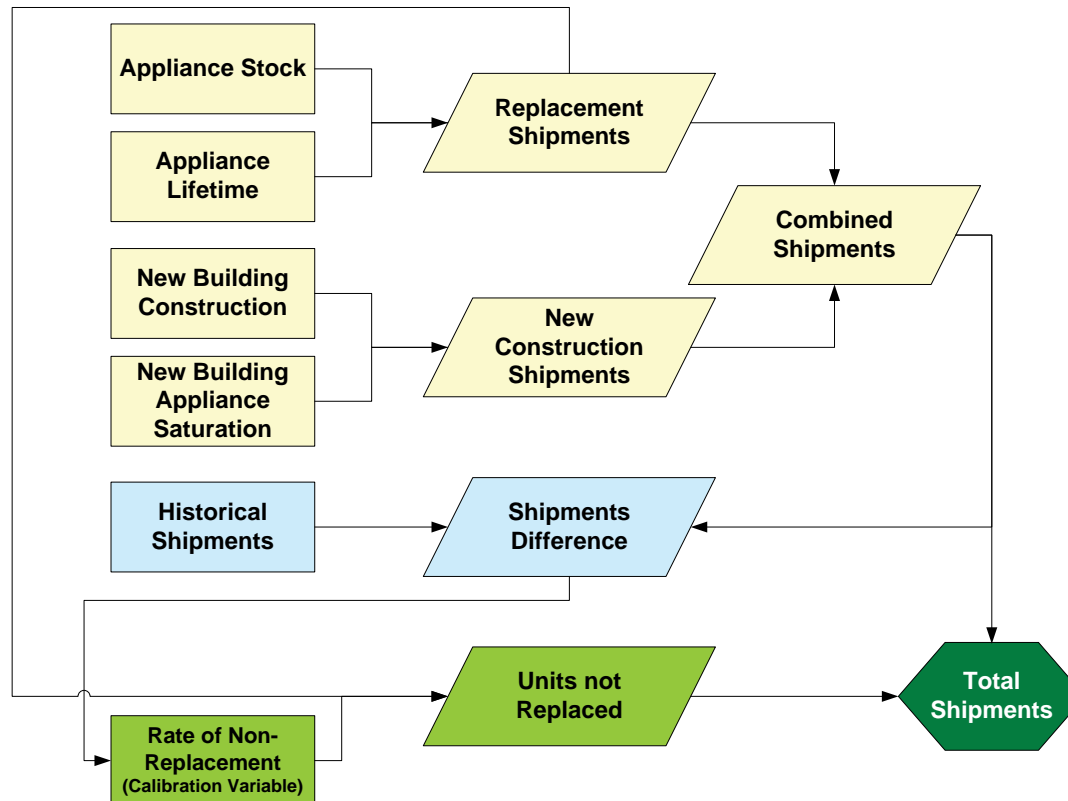 Appliance Stock
Appliance
Lifetime
Replacement
Shipments
Combined
Shipments
New Building
Construction
New Building
Appliance
Saturation
New
Construction
Shipments
Historical
Shipments
Shipments
Difference
Units not
Replaced
Total
Shipments
Rate of Non-
Replacement
(Calibration Variable)